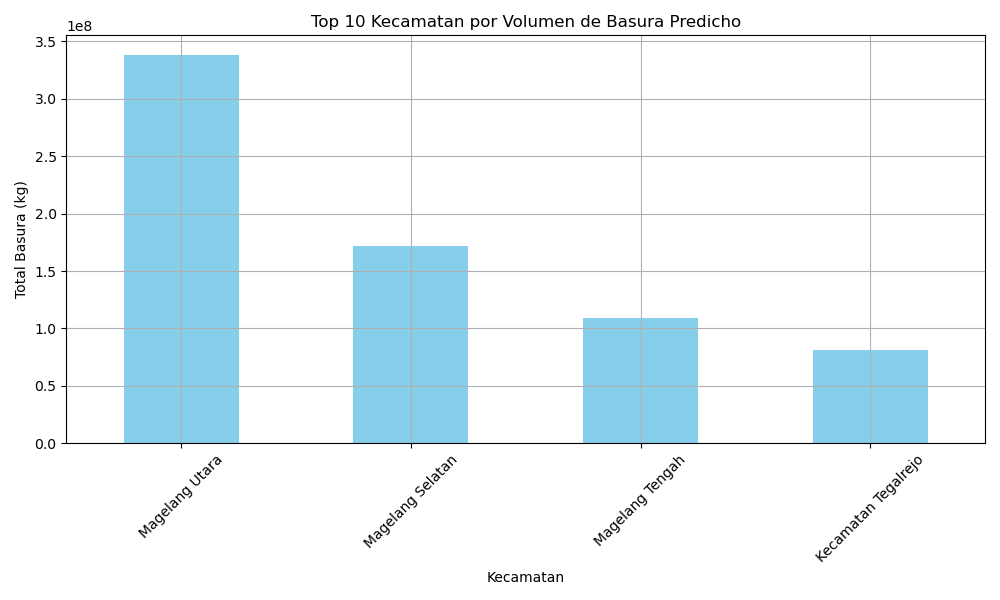 Top 10 Kecamatan por Volumen de Basura Predicho
1e8
Total Basura (kg)
3.5
3.0
2.5
2.0
1.5
1.0
0.5
0.0
Magelang Utara
Magelang Selatan
Magelang Tengah
Kecamatan Tegalrejo
Kecamatan